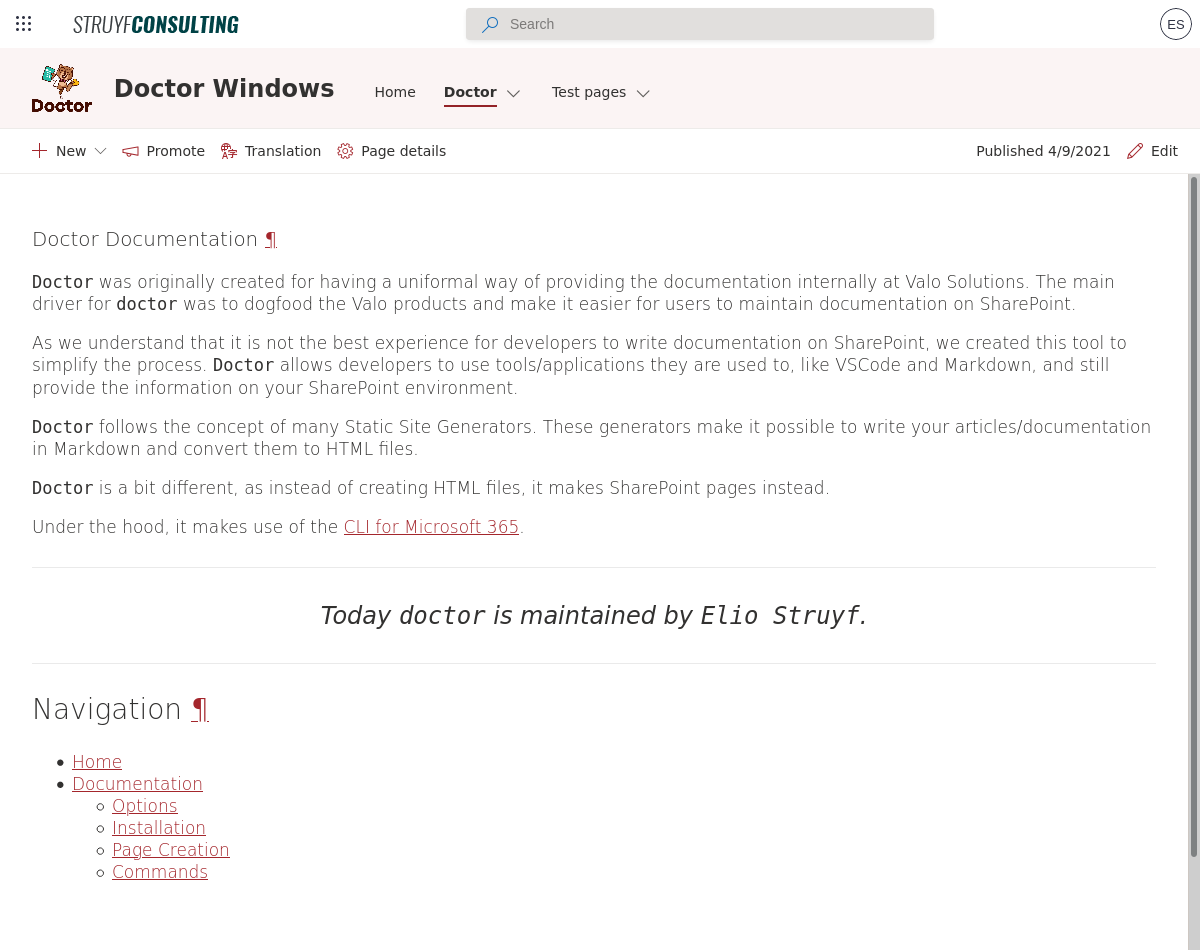 STRUYFCONSULTING
Search
ES
Doctor
Doctor Windows
Home
Doctor
Test pages
New
Promote
Translation
Page details
Published 4/9/2021
Edit
Doctor Documentation ¶
Doctor was originally created for having a uniformal way of providing the documentation internally at Valo Solutions. The main
driver for doctor was to dogfood the Valo products and make it easier for users to maintain documentation on SharePoint.
As we understand that it is not the best experience for developers to write documentation on SharePoint, we created this tool to
simplify the process. Doctor allows developers to use tools/applications they are used to, like VSCode and Markdown, and still
provide the information on your SharePoint environment.
Doctor follows the concept of many Static Site Generators. These generators make it possible to write your articles/documentation
in Markdown and convert them to HTML files.
Doctor is a bit different, as instead of creating HTML files, it makes SharePoint pages instead.
Under the hood, it makes use of the CLI for Microsoft 365.
Today doctor is maintained by Elio Struyf.
Navigation ¶
Home
Documentation
Options
Installation
Page Creation
Commands